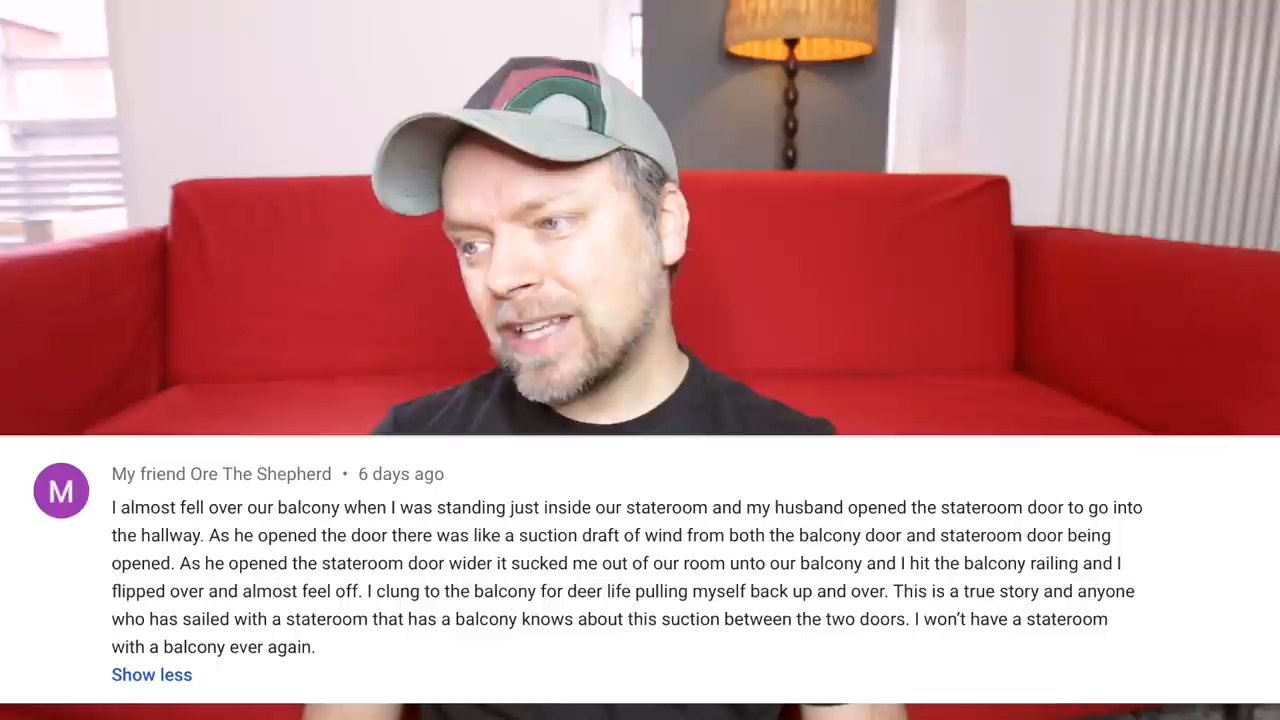 M
My friend Ore The Shepherd • 6 days ago
I almost fell over our balcony when I was standing just inside our stateroom and my husband opened the stateroom door to go into
the hallway. As he opened the door there was like a suction draft of wind from both the balcony door and stateroom door being
opened. As he opened the stateroom door wider it sucked me out of our room unto our balcony and I hit the balcony railing and I
flipped over and almost feel off. I clung to the balcony for deer life pulling myself back up and over. This is a true story and anyone
who has sailed with a stateroom that has a balcony knows about this suction between the two doors. I won’t have a stateroom
with a balcony ever again.
Show less